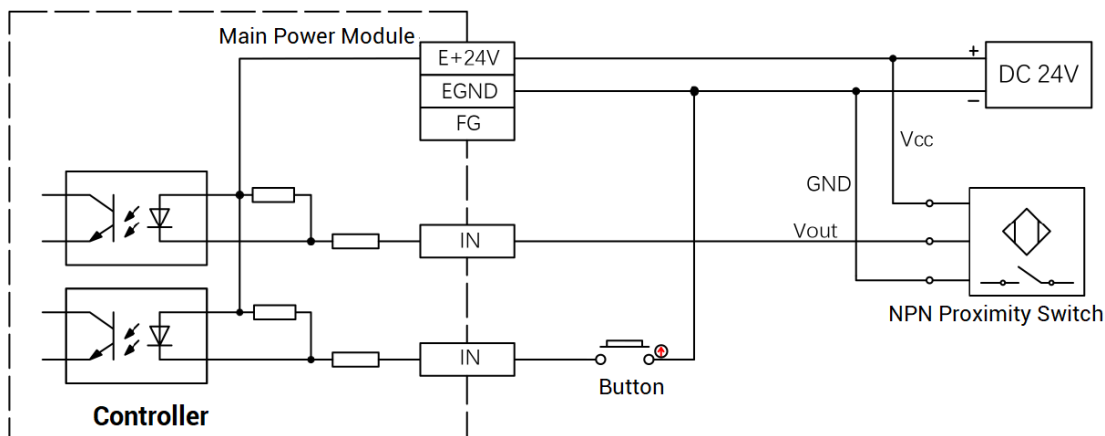 Main Power Module
E+24V
EGND
FG
+
DC 24V
−
Vcc
GND
IN
Vout
NPN Proximity Switch
IN
Button
Controller